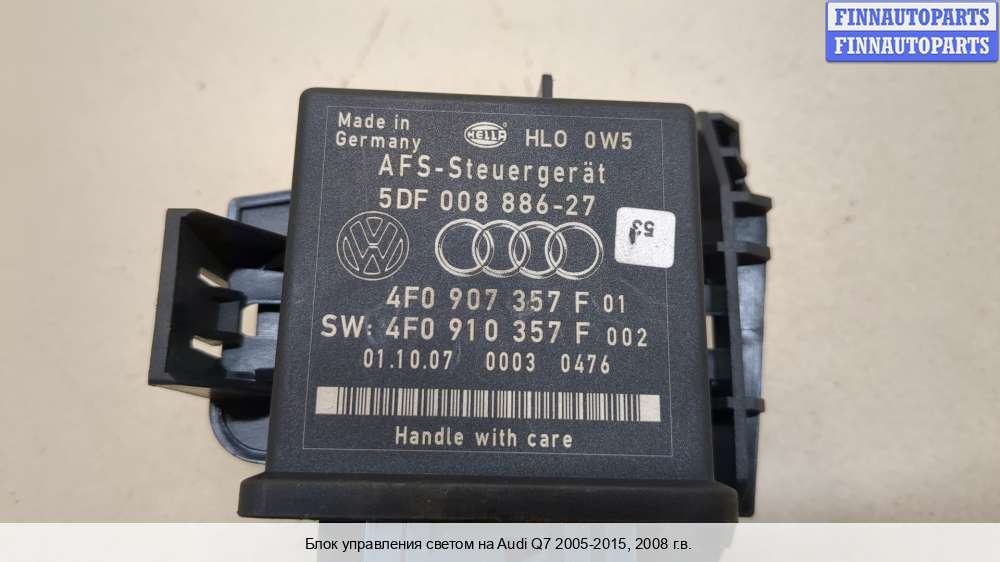 FINNAUTOPARTS
FINNAUTOPARTS
Made in
Germany
HELLA
HLO 0W5
AFS-Steuergerät
5DF 008 886-27
53
4F0 907 357 F 01
SW: 4F0 910 357 F 002
01.10.07 0003 0476
Handle with care
Блок управления светом на Audi Q7 2005-2015, 2008 г.в.